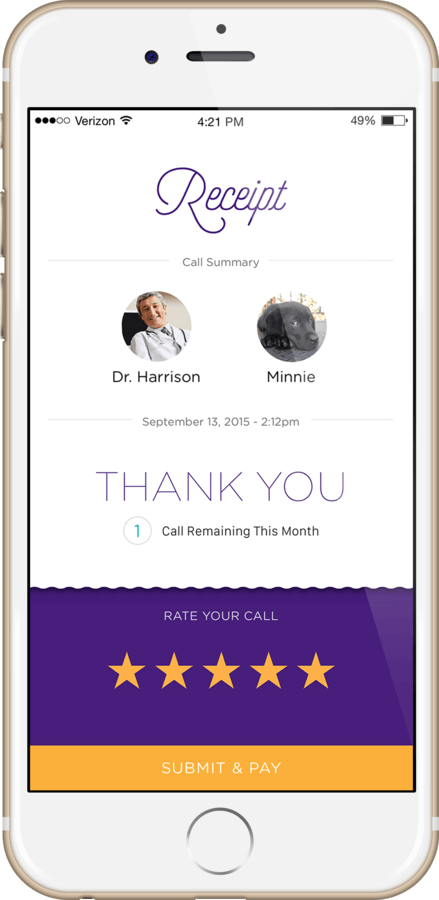 Verizon 4:21 PM 49%
Receipt
Call Summary
Dr. Harrison Minnie
September 13, 2015 - 2:12pm
THANK YOU
1 Call Remaining This Month
RATE YOUR CALL
SUBMIT & PAY